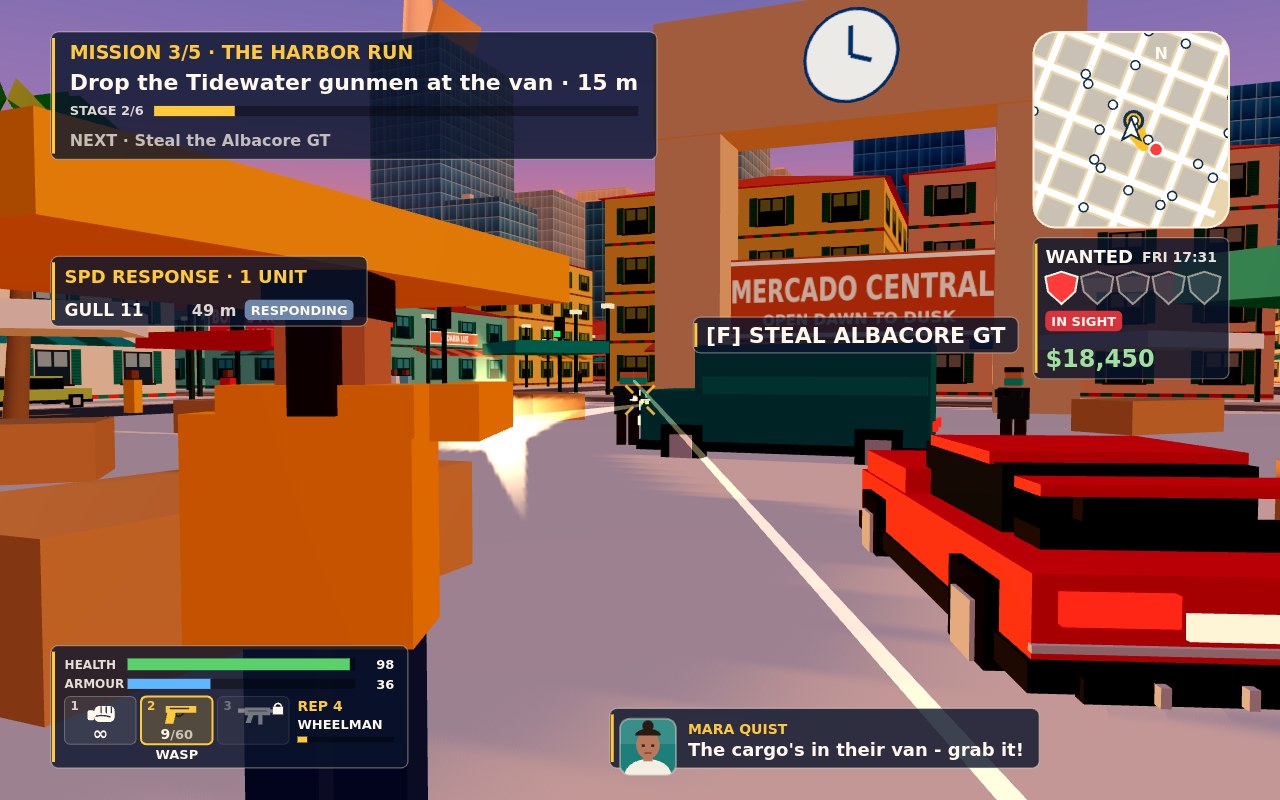 MISSION 3/5 · THE HARBOR RUN
Drop the Tidewater gunmen at the van · 15 m
STAGE 2/6
NEXT · Steal the Albacore GT
N
SPD RESPONSE · 1 UNIT
GULL 11 49 m RESPONDING
WANTED FRI 17:31
IN SIGHT
$18,450
MERCADO CENTRAL
OPEN DAWN TO DUSK
[F] STEAL ALBACORE GT
HEALTH 98
ARMOUR 36
1 ∞
2 9/60
3
WASP
REP 4
WHEELMAN
MARA QUIST
The cargo's in their van - grab it!